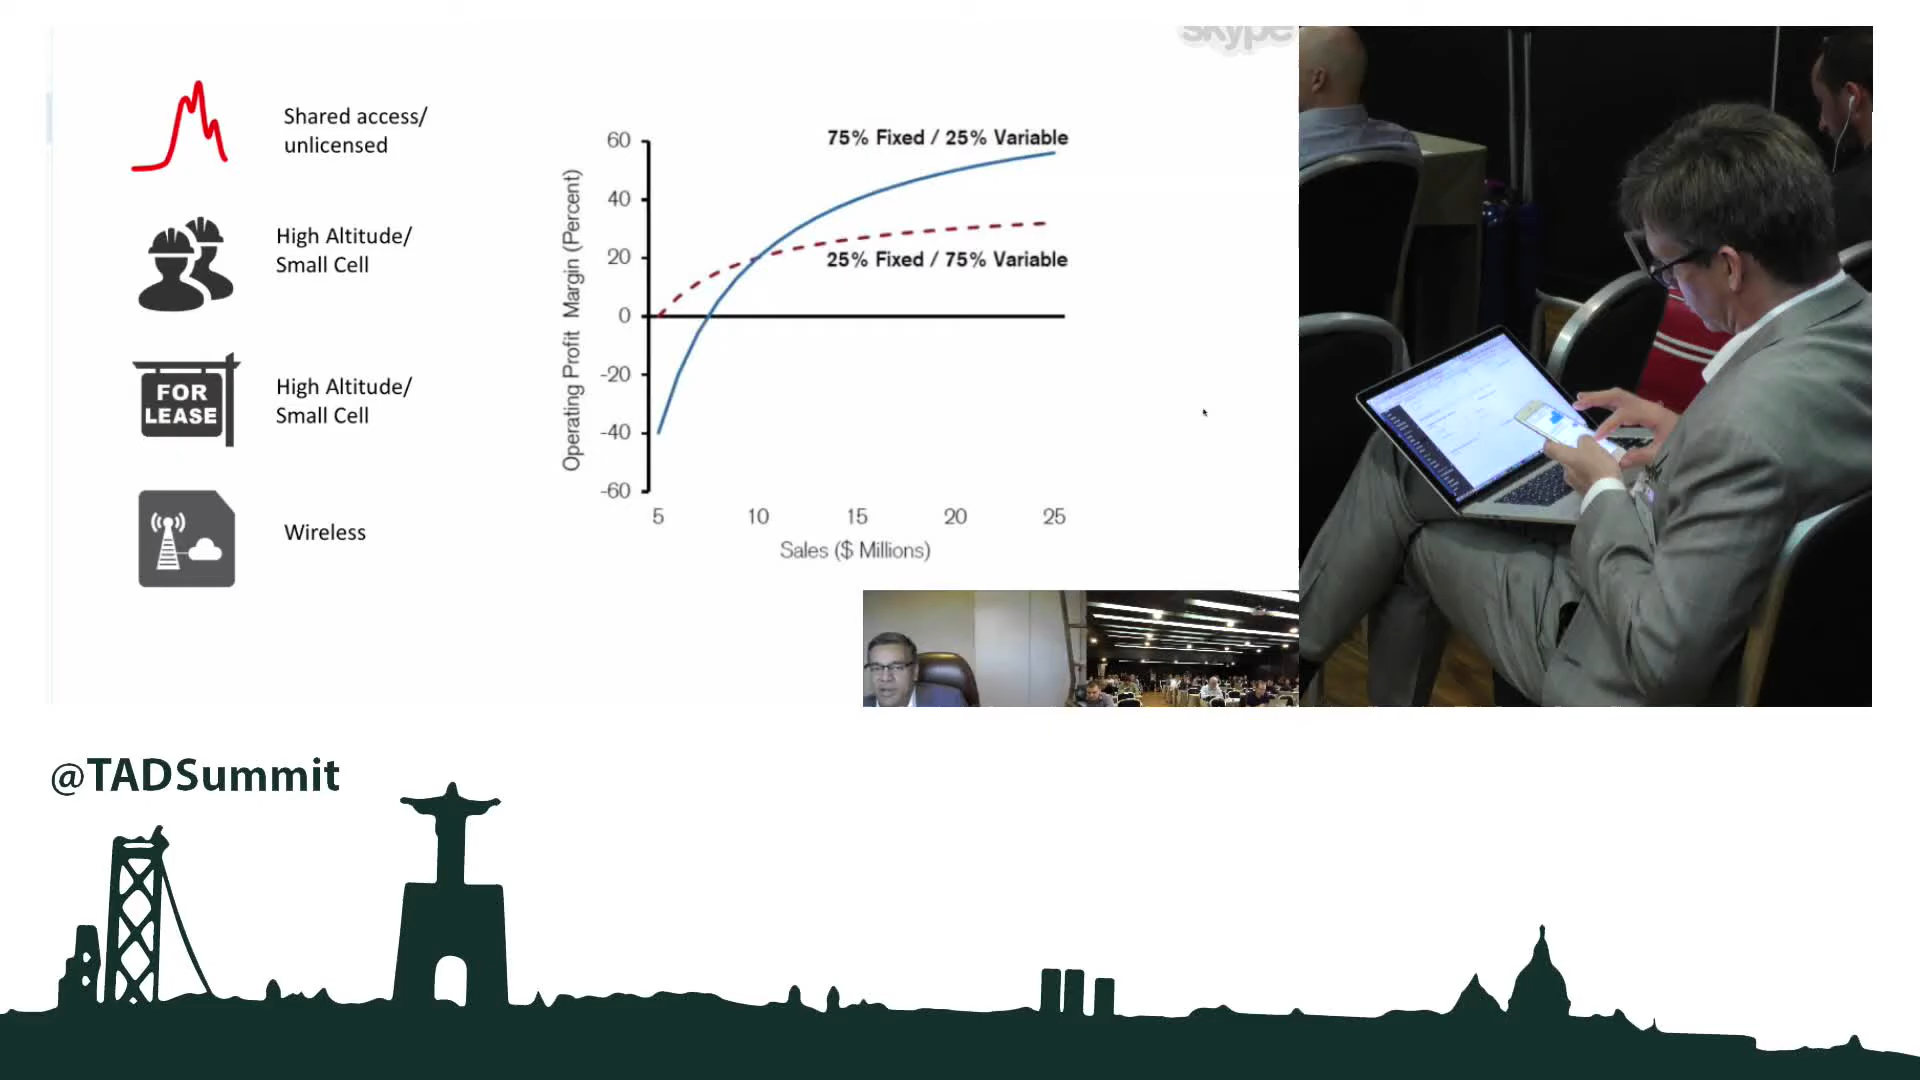 skype
Shared access/
unlicensed
High Altitude/
Small Cell
FOR
LEASE
High Altitude/
Small Cell
Wireless
75% Fixed / 25% Variable
25% Fixed / 75% Variable
Operating Profit Margin (Percent)
60
40
20
0
-20
-40
-60
5 10 15 20 25
Sales ($ Millions)
@TADSummit